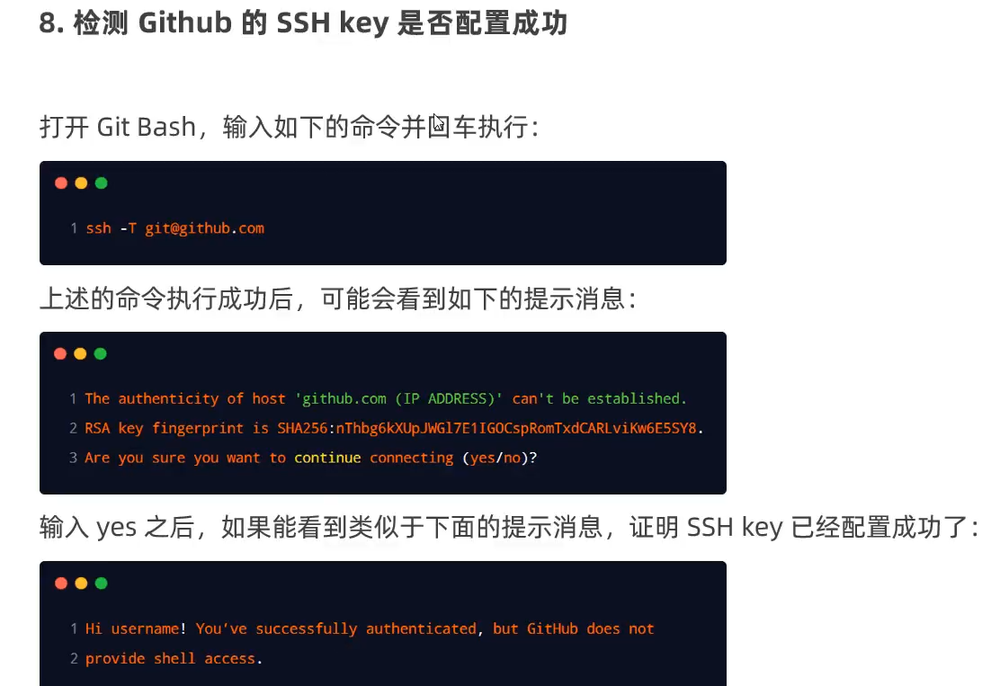 8. 检测 Github 的 SSH key 是否配置成功
打开 Git Bash，输入如下的命令并回车执行：
1 ssh -T git@github.com
上述的命令执行成功后，可能会看到如下的提示消息：
1 The authenticity of host 'github.com (IP ADDRESS)' can't be established.
2 RSA key fingerprint is SHA256:nThbg6kXUpJWGl7E1IGOCspRomTxdCARLviKw6E5SY8.
3 Are you sure you want to continue connecting (yes/no)?
输入 yes 之后，如果能看到类似于下面的提示消息，证明 SSH key 已经配置成功了：
1 Hi username! You've successfully authenticated, but GitHub does not
2 provide shell access.